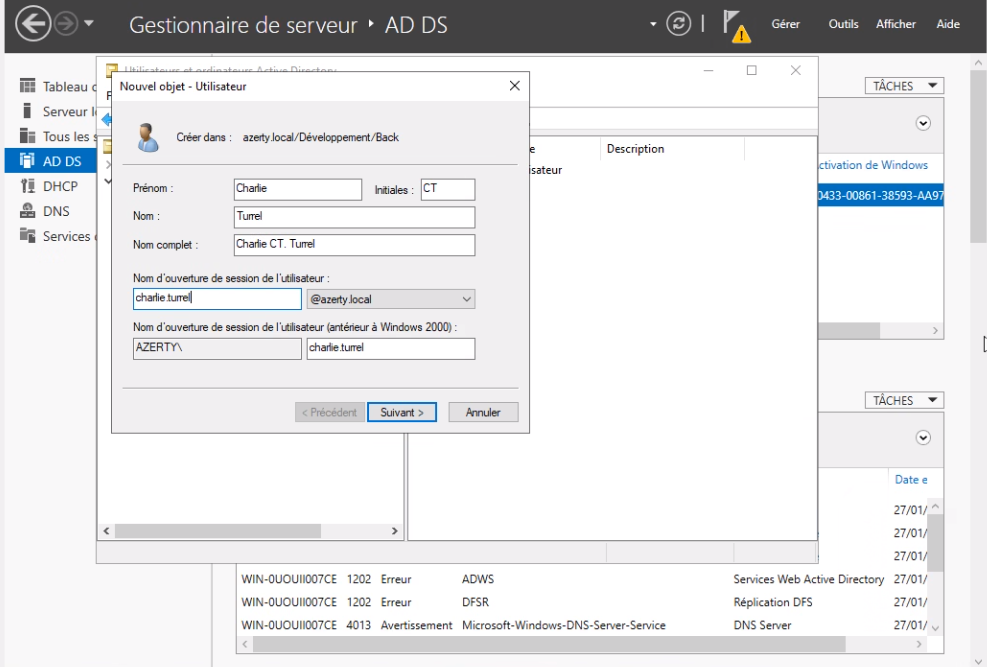 Gestionnaire de serveur ‣ AD DS
Gérer Outils Afficher Aide
Utilisateurs et ordinateurs Active Directory
Tableau
Serveur
Tous les
AD DS
DHCP
DNS
Services
Nouvel objet - Utilisateur
Créer dans : azerty.local/Développement/Back
Prénom : Charlie Initiales : CT
Nom : Turrel
Nom complet : Charlie CT. Turrel
Nom d'ouverture de session de l'utilisateur :
charlie.turrel @azerty.local
Nom d'ouverture de session de l'utilisateur (antérieur à Windows 2000) :
AZERTY\ charlie.turrel
< Précédent Suivant > Annuler
Description
isateur
TÂCHES
ctivation de Windows
0433-00861-38593-AA97
TÂCHES
Date e
27/01/
27/01/
27/01/
WIN-0UOUII007CE 1202 Erreur ADWS Services Web Active Directory 27/01/
WIN-0UOUII007CE 1202 Erreur DFSR Réplication DFS 27/01/
WIN-0UOUII007CE 4013 Avertissement Microsoft-Windows-DNS-Server-Service DNS Server 27/01/